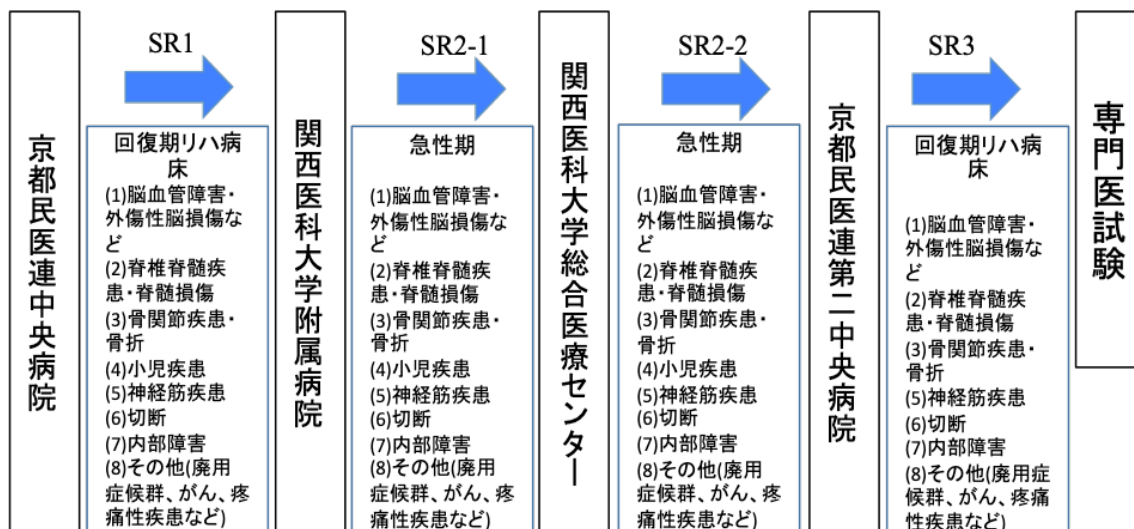 京都民医連中央病院
SR1
回復期リハ病
床
(1)脳血管障害・
外傷性脳損傷な
ど
(2)脊椎脊髄疾
患・脊髄損傷
(3)骨関節疾患・
骨折
(4)小児疾患
(5)神経筋疾患
(6)切断
(7)内部障害
(8)その他(廃用
症候群、がん、疼
痛性疾患など)
関西医科大学附属病院
SR2-1
急性期
(1)脳血管障害・
外傷性脳損傷な
ど
(2)脊椎脊髄疾
患・脊髄損傷
(3)骨関節疾患・
骨折
(4)小児疾患
(5)神経筋疾患
(6)切断
(7)内部障害
(8)その他(廃用
症候群、がん、疼
痛性疾患など)
関西医科大学総合医療センター
SR2-2
急性期
(1)脳血管障害・
外傷性脳損傷な
ど
(2)脊椎脊髄疾
患・脊髄損傷
(3)骨関節疾患・
骨折
(4)小児疾患
(5)神経筋疾患
(6)切断
(7)内部障害
(8)その他(廃用
症候群、がん、疼
痛性疾患など)
京都民医連第二中央病院
SR3
回復期リハ病
床
(1)脳血管障害・
外傷性脳損傷な
ど
(2)脊椎脊髄疾
患・脊髄損傷
(3)骨関節疾患・
骨折
(5)神経筋疾患
(6)切断
(7)内部障害
(8)その他(廃用症
候群、がん、疼痛
性疾患など)
専門医試験